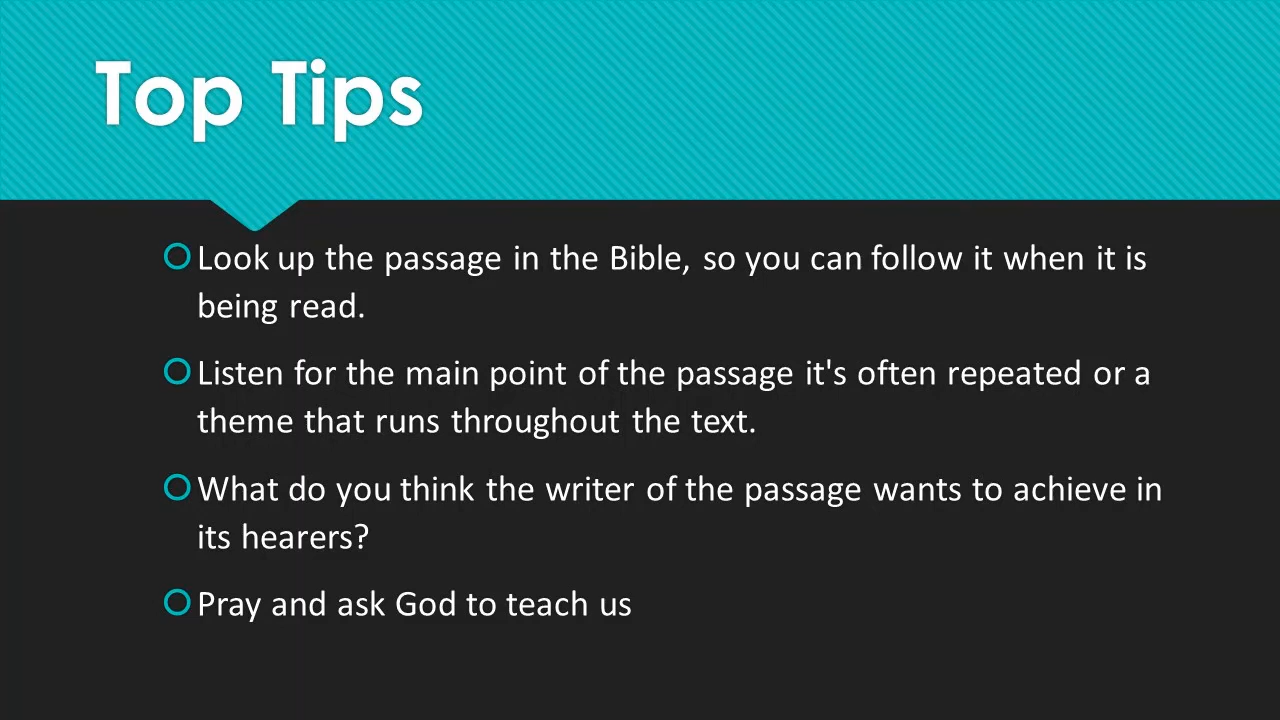 Top Tips
Look up the passage in the Bible, so you can follow it when it is
being read.
Listen for the main point of the passage it's often repeated or a
theme that runs throughout the text.
What do you think the writer of the passage wants to achieve in
its hearers?
Pray and ask God to teach us